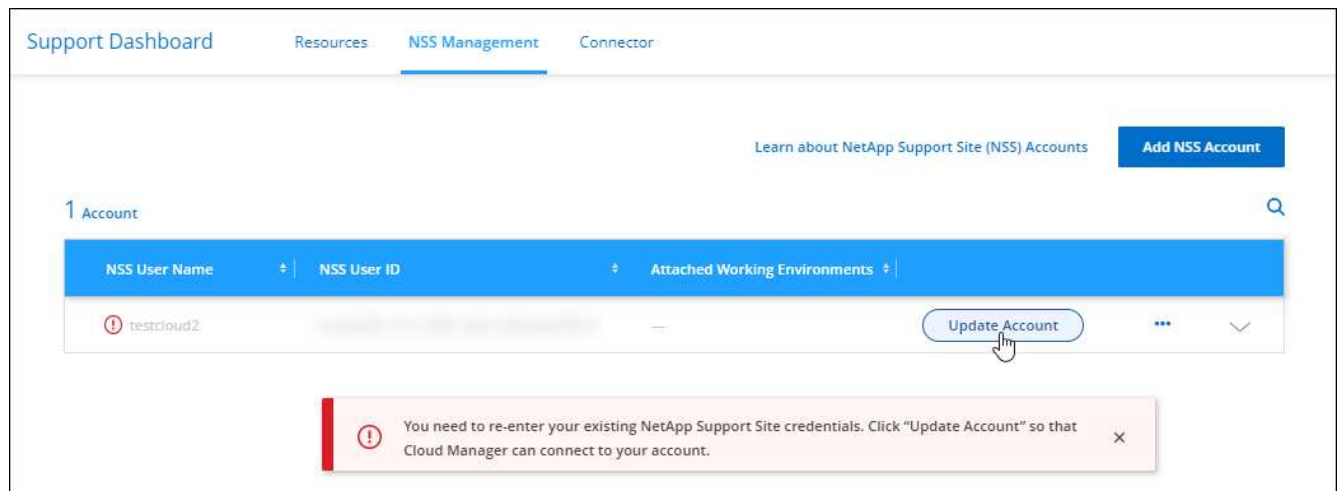 Support Dashboard Resources NSS Management Connector
Learn about NetApp Support Site (NSS) Accounts Add NSS Account
1 Account
NSS User Name NSS User ID Attached Working Environments
testcloud2 — Update Account
You need to re-enter your existing NetApp Support Site credentials. Click “Update Account” so that
Cloud Manager can connect to your account.